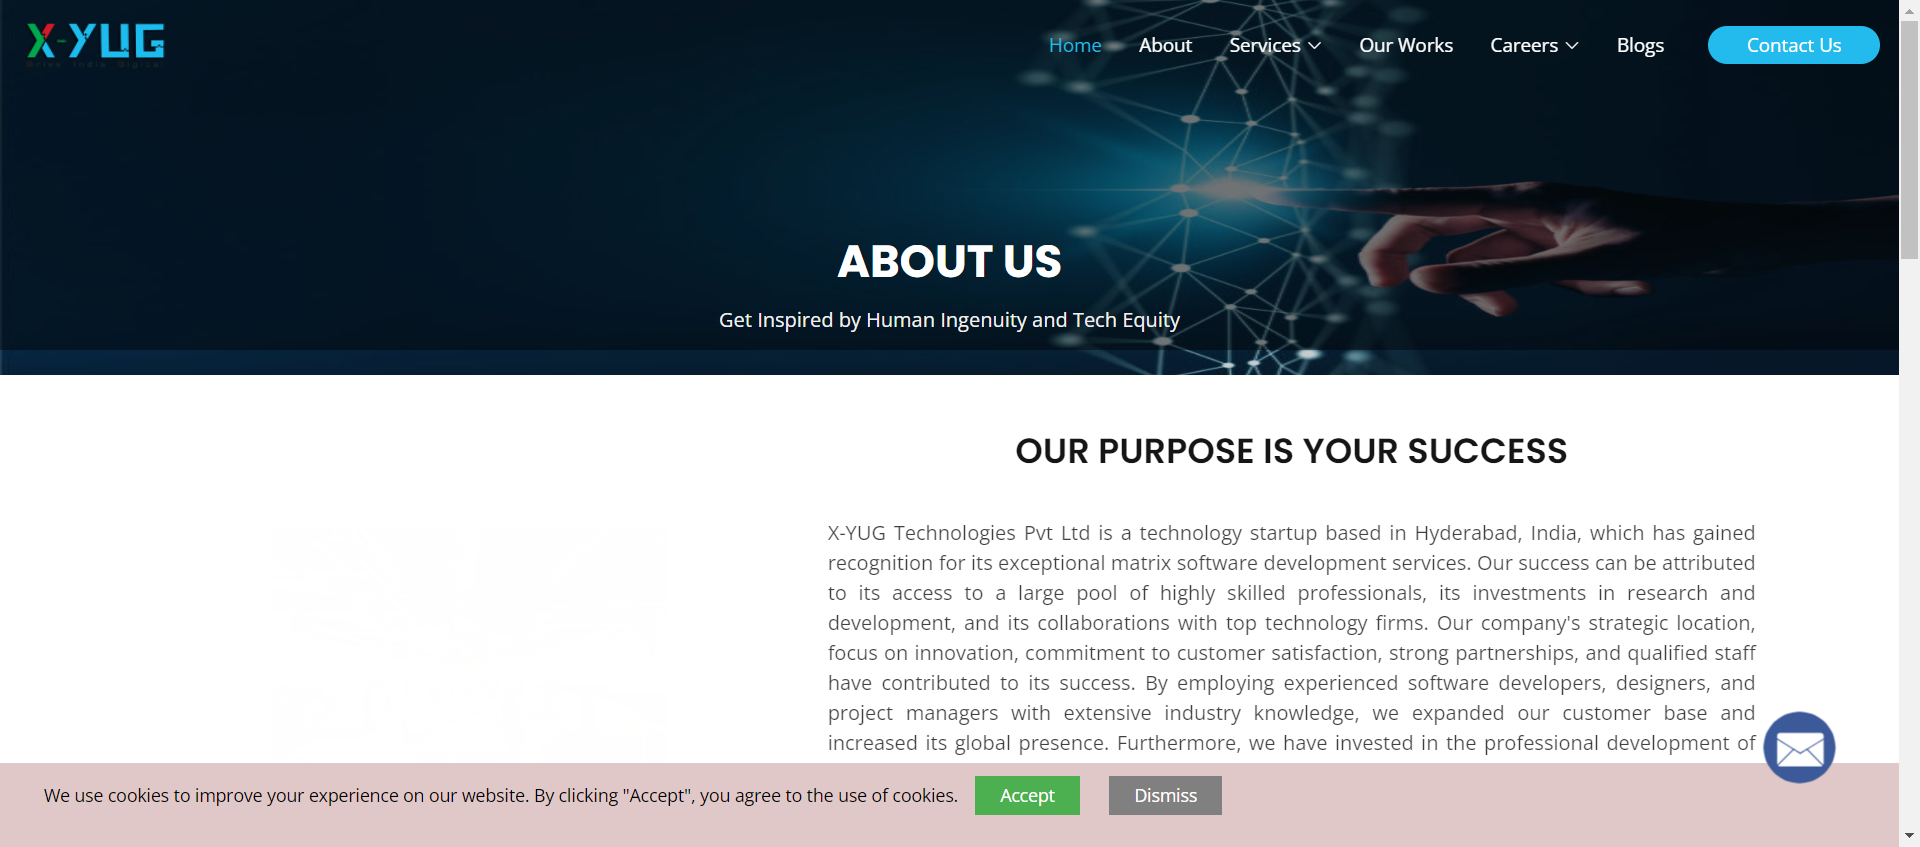 X-YUG
Drive India Digital
Home About Services Our Works Careers Blogs Contact Us
ABOUT US
Get Inspired by Human Ingenuity and Tech Equity
OUR PURPOSE IS YOUR SUCCESS
X-YUG Technologies Pvt Ltd is a technology startup based in Hyderabad, India, which has gained
recognition for its exceptional matrix software development services. Our success can be attributed
to its access to a large pool of highly skilled professionals, its investments in research and
development, and its collaborations with top technology firms. Our company's strategic location,
focus on innovation, commitment to customer satisfaction, strong partnerships, and qualified staff
have contributed to its success. By employing experienced software developers, designers, and
project managers with extensive industry knowledge, we expanded our customer base and
increased its global presence. Furthermore, we have invested in the professional development of
We use cookies to improve your experience on our website. By clicking "Accept", you agree to the use of cookies. Accept Dismiss